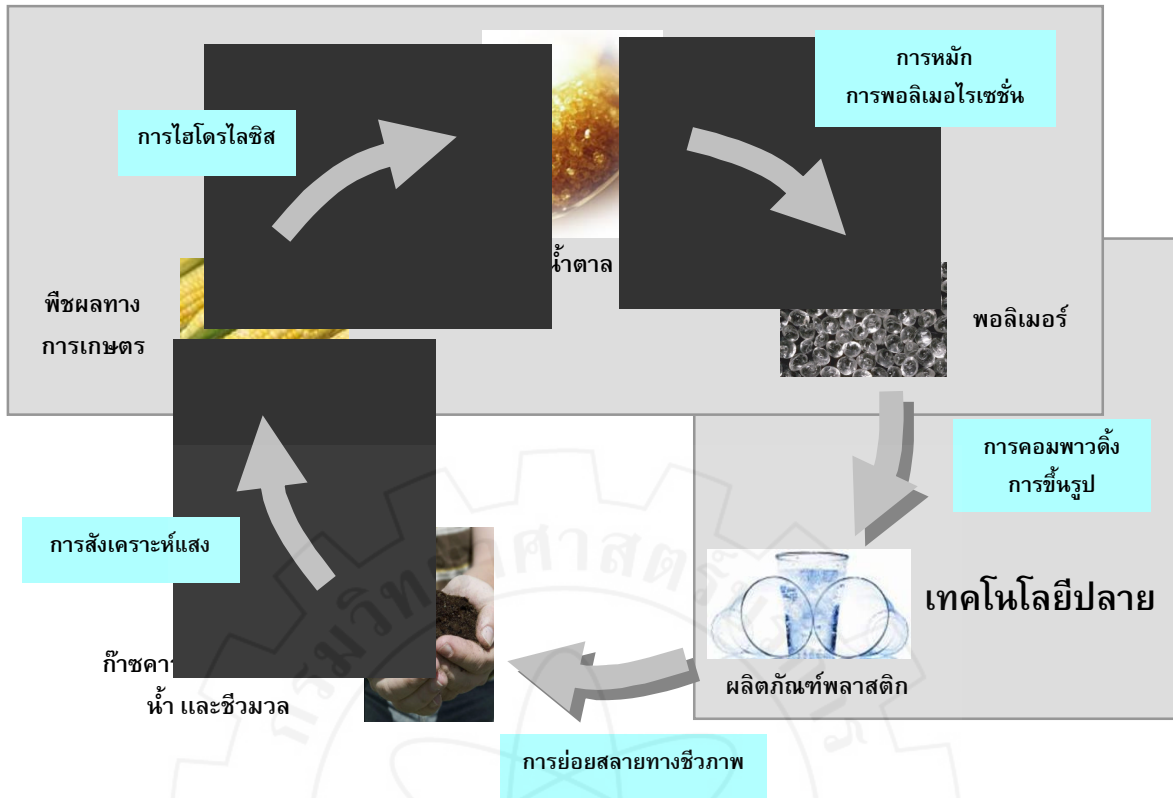 การหมัก
การพอลิเมอไรเซชั่น
การไฮโดรไลซิส
น้ำตาล
พืชผลทาง
การเกษตร
พอลิเมอร์
การคอมพาวดิ้ง
การขึ้นรูป
การสังเคราะห์แสง
เทคโนโลยีปลาย
ผลิตภัณฑ์พลาสติก
น้ำ และชีวมวล
การย่อยสลายทางชีวภาพ